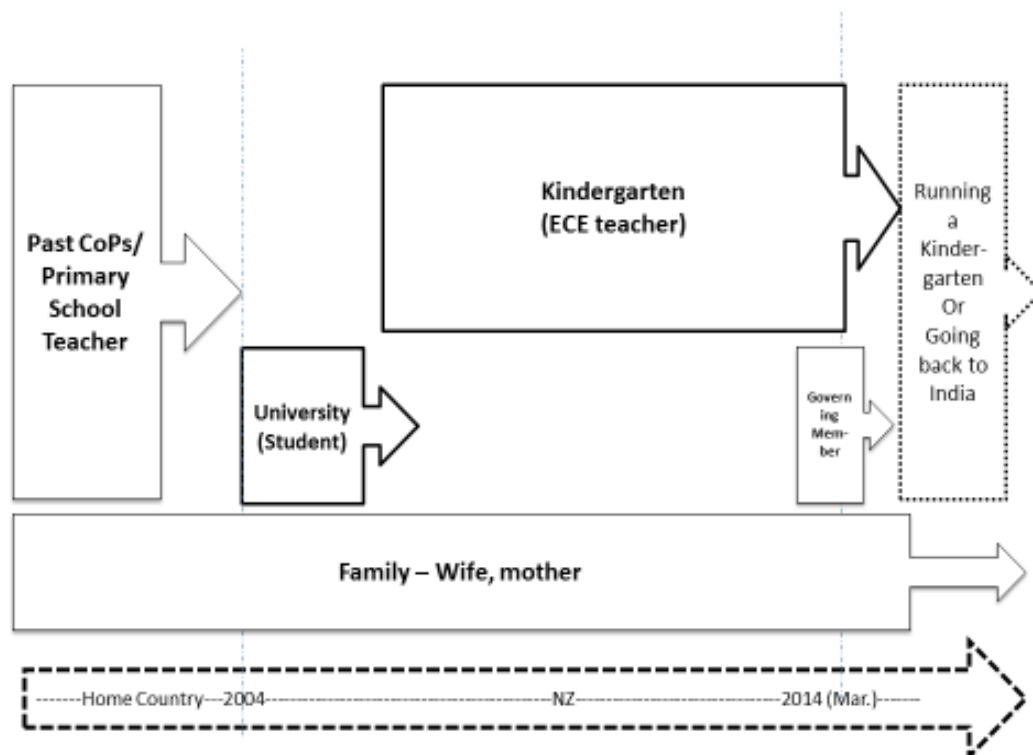 Past CoPs/
Primary
School
Teacher
Kindergarten
(ECE teacher)
Running
a
Kinder-
garten
Or
Going
back to
India
University
(Student)
Govern
ing
Mem-
ber
Family – Wife, mother
-------Home Country---2004-----------------------------------------NZ------------------------------2014 (Mar.)-------